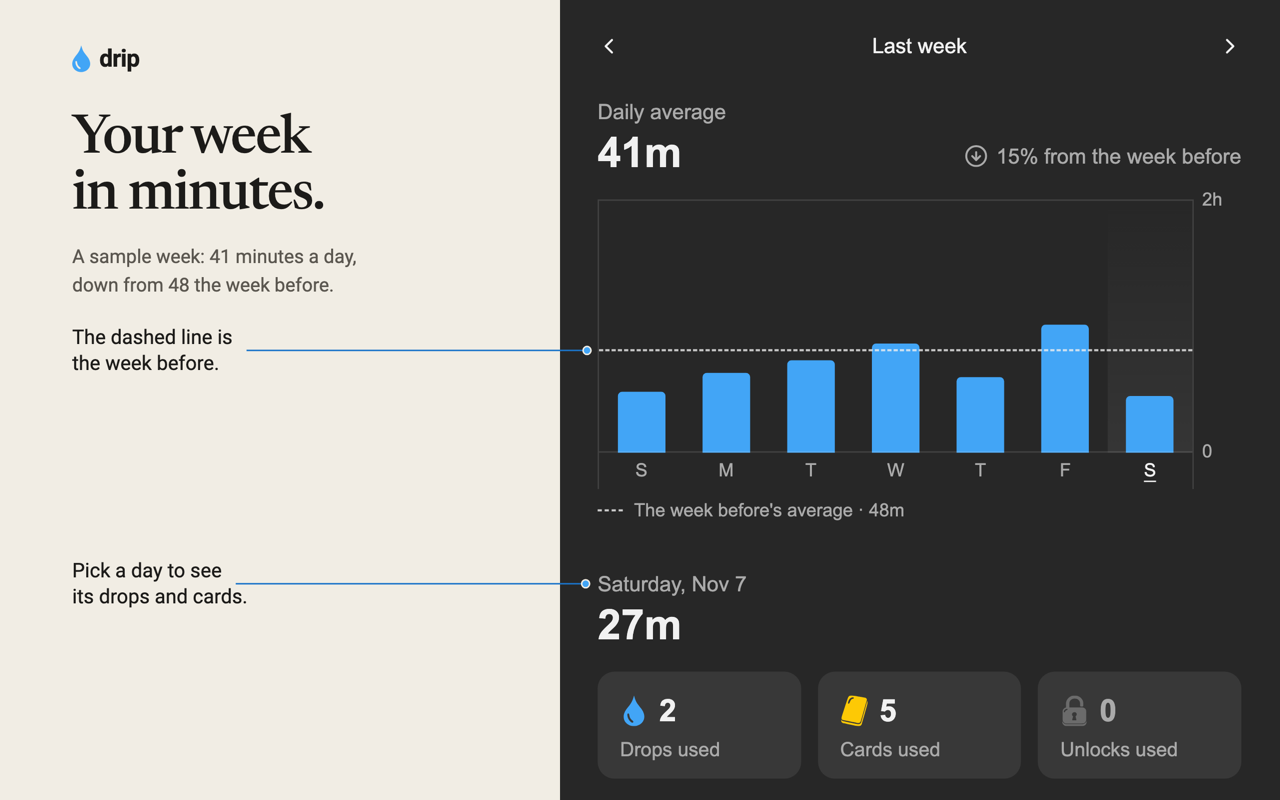 drip
Your week
in minutes.
A sample week: 41 minutes a day,
down from 48 the week before.
The dashed line is
the week before.
Pick a day to see
its drops and cards.
Last week
Daily average
41m
15% from the week before
2h
0
S M T W T F S
The week before's average · 48m
Saturday, Nov 7
27m
2
Drops used
5
Cards used
0
Unlocks used